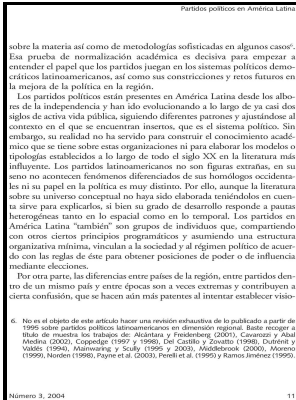 Partidos políticos en América Latina
sobre la materia así como de metodologías sofisticadas en algunos casos⁶.
Esa prueba de normalización académica es decisiva para empezar a
entender el papel que los partidos juegan en los sistemas políticos demo-
cráticos latinoamericanos, así como sus constricciones y retos futuros en
la mejora de la política en la región.
Los partidos políticos están presentes en América Latina desde los albo-
res de la independencia y han ido evolucionando a lo largo de ya casi dos
siglos de activa vida pública, siguiendo diferentes patrones y ajustándose al
contexto en el que se encuentran insertos, que es el sistema político. Sin
embargo, su realidad no ha servido para construir el conocimiento acadé-
mico que se tiene sobre estas organizaciones ni para elaborar los modelos o
tipologías establecidos a lo largo de todo el siglo XX en la literatura más
influyente. Los partidos latinoamericanos no son figuras extrañas, en su
seno no acontecen fenómenos diferenciados de sus homólogos occidenta-
les ni su papel en la política es muy distinto. Por ello, aunque la literatura
sobre su universo conceptual no haya sido elaborada teniéndolos en cuen-
ta sirve para explicarlos, si bien su grado de desarrollo responde a pautas
heterogéneas tanto en lo espacial como en lo temporal. Los partidos en
América Latina "también" son grupos de individuos que, compartiendo
con otros ciertos principios programáticos y asumiendo una estructura
organizativa mínima, vinculan a la sociedad y al régimen político de acuer-
do con las reglas de éste para obtener posiciones de poder o de influencia
mediante elecciones.
Por otra parte, las diferencias entre países de la región, entre partidos den-
tro de un mismo país y entre épocas son a veces extremas y contribuyen a
cierta confusión, que se hacen aún más patentes al intentar establecer visio-
6. No es el objeto de este artículo hacer una revisión exhaustiva de lo publicado a partir de
1995 sobre partidos políticos latinoamericanos en dimensión regional. Baste recoger a
título de muestra los trabajos de: Alcántara y Freidenberg (2001), Cavarozzi y Abal
Medina (2002), Coppedge (1997 y 1998), Del Castillo y Zovatto (1998), Dutrénit y
Valdés (1994), Mainwaring y Scully (1995 y 2003), Middlebrook (2000), Moreno
(1999), Norden (1998), Payne et al. (2003), Perelli et al. (1995) y Ramos Jiménez (1995).
Número 3, 2004
11